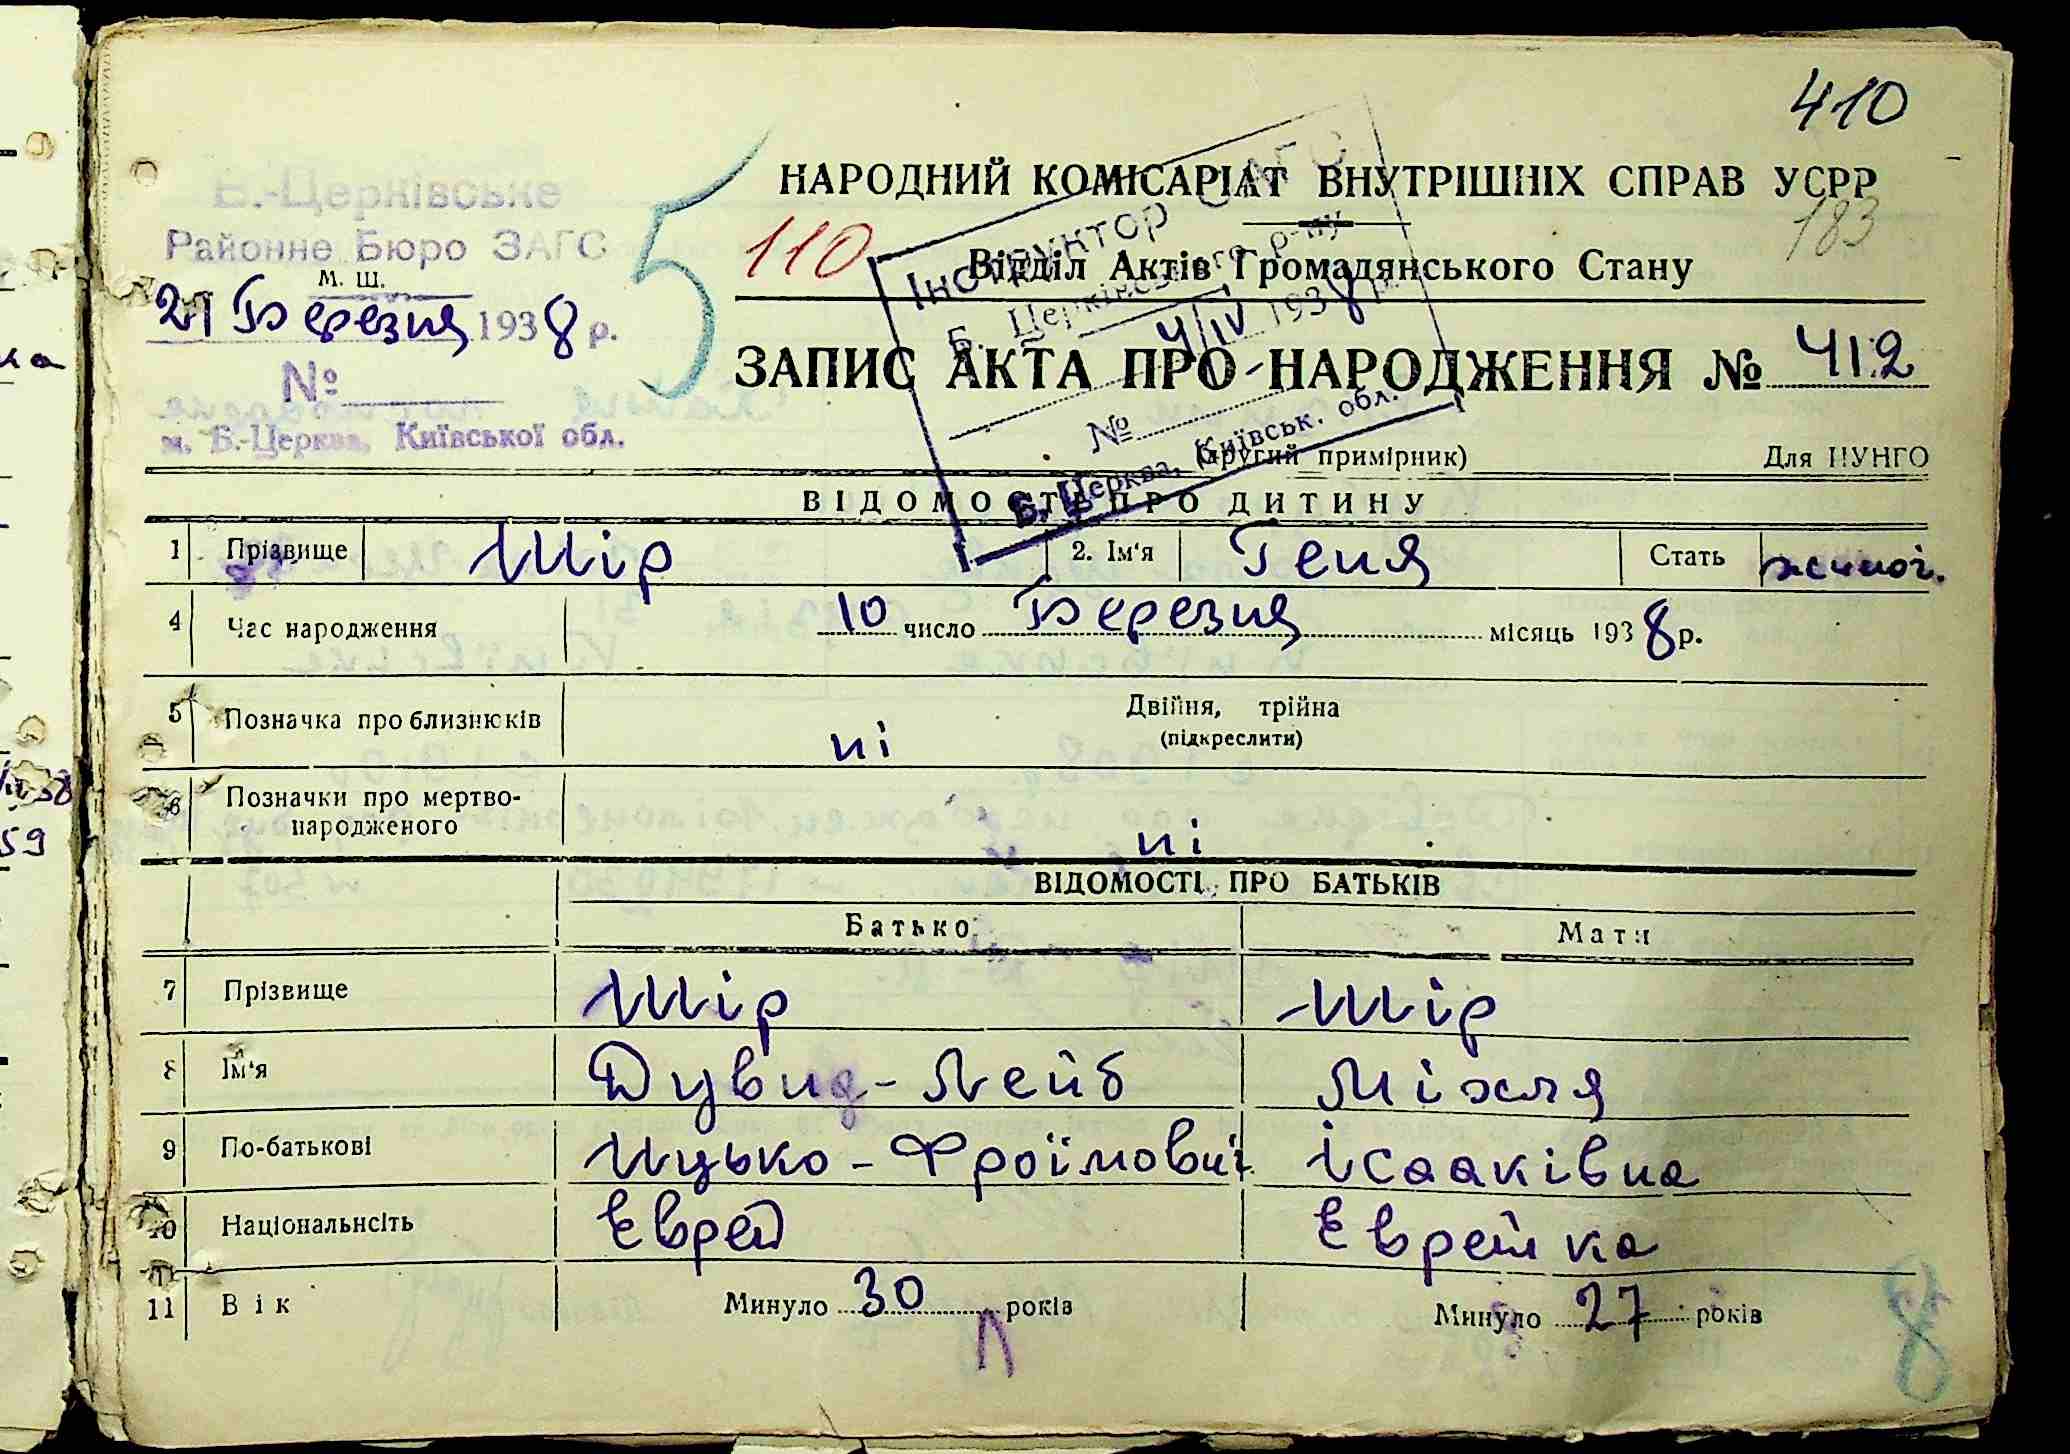 410
НАРОДНИЙ КОМІСАРІАТ ВНУТРІШНІХ СПРАВ УСРР
183
Б.-Церківське
Районне Бюро ЗАГС
м. ш.
21 Березня 1938 р.
№
м. Б.-Церква, Київської обл.
5
110
Відділ Актів Громадянського Стану
Інструктор ЗАГС
Б. Церківського р-ну
4/IV 1938 р.
№
Б. Церква, Київськ. обл.
ЗАПИС АКТА ПРО НАРОДЖЕННЯ № 412
(другий примірник) Для ЦУНГО
ВІДОМОСТІ ПРО ДИТИНУ
1 Прізвище Шір 2. Ім'я Геня Стать жіноч.
4 Час народження 10 число Березня місяць 1938 р.
5 Позначка про близнюків ні Двійня, трійна
(підкреслити)
6 Позначки про мертво-
народженого ні
ВІДОМОСТІ ПРО БАТЬКІВ
Батько Мати
7 Прізвище Шір Шір
8 Ім'я Дувид-Лейб Міхля
9 По-батькові Ицько-Фроїмович Ісааківна
10 Національнсіть Еврей Еврейка
11 Вік Минуло 30 років Минуло 27 років
8